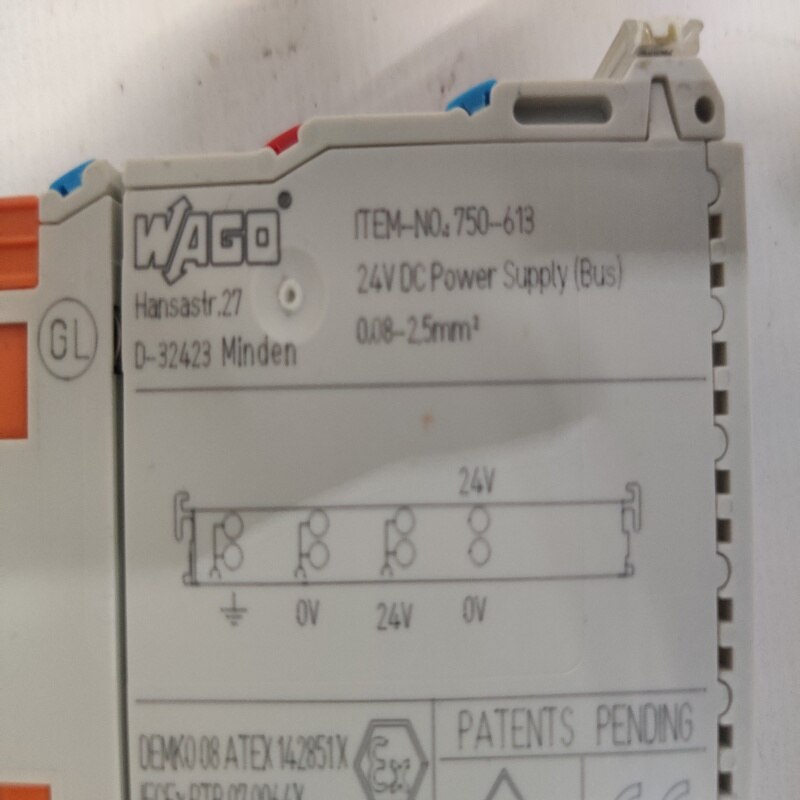 WAGO
Hansastr.27
D-32423 Minden
ITEM-NO.:750-613
24V DC Power Supply (Bus)
0.08-2.5mm²
GL
24V
0V
24V
0V
DEMKO 08 ATEX 142851X
Ex
PATENTS PENDING